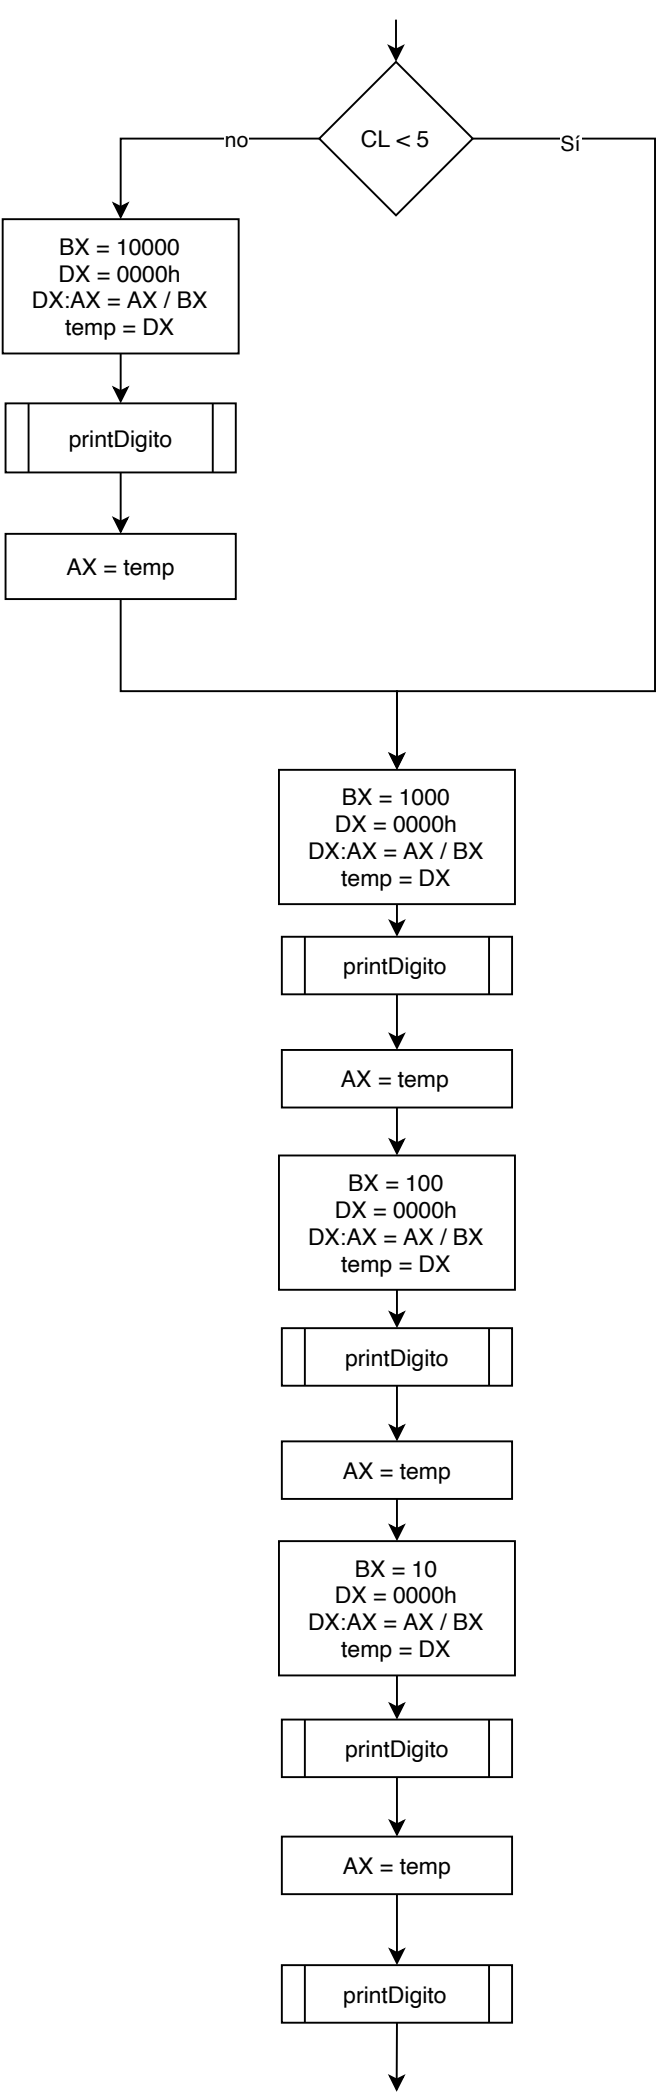 CL < 5
no
Sí
BX = 10000
DX = 0000h
DX:AX = AX / BX
temp = DX
printDigito
AX = temp
BX = 1000
DX = 0000h
DX:AX = AX / BX
temp = DX
printDigito
AX = temp
BX = 100
DX = 0000h
DX:AX = AX / BX
temp = DX
printDigito
AX = temp
BX = 10
DX = 0000h
DX:AX = AX / BX
temp = DX
printDigito
AX = temp
printDigito